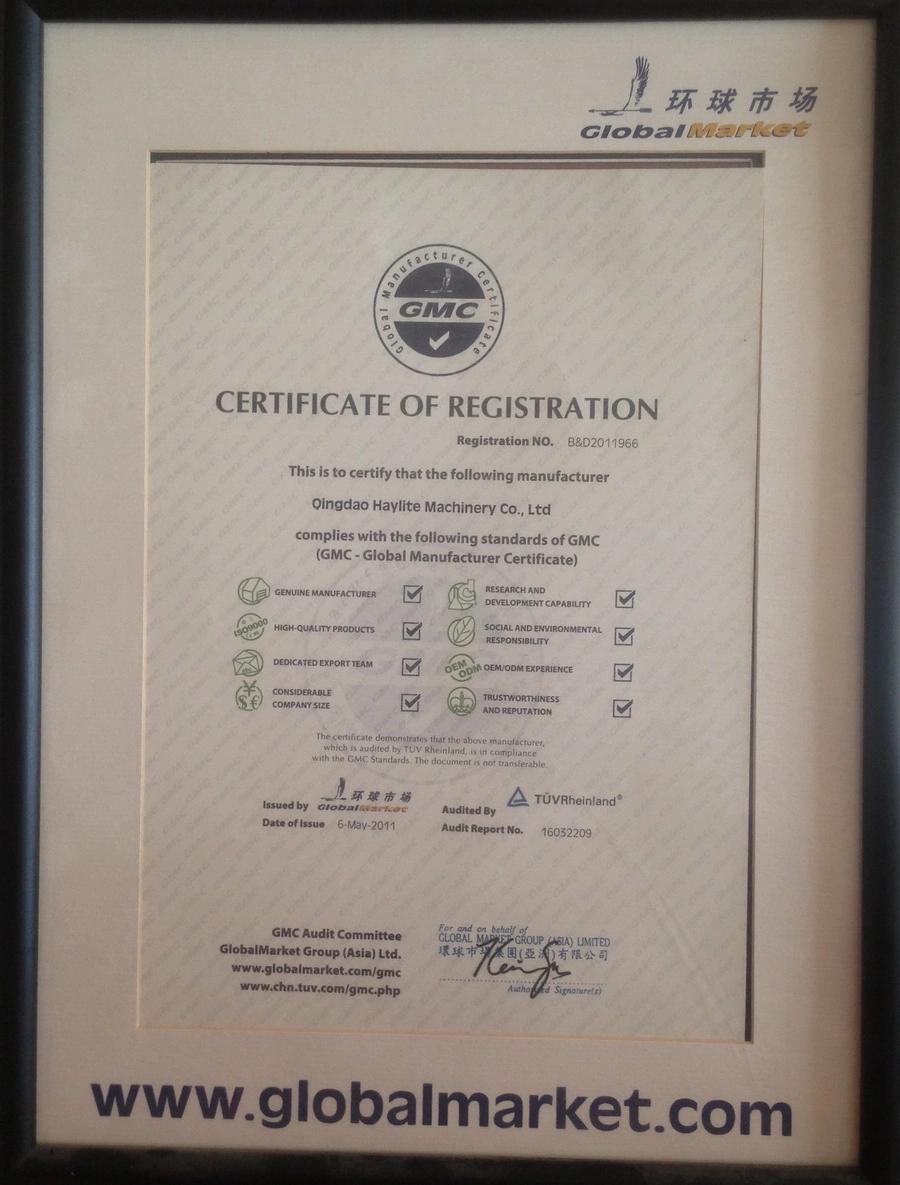 环球市场
GlobalMarket
Global Manufacturer Certificate
GMC
CERTIFICATE OF REGISTRATION
Registration NO. B&D2011966
This is to certify that the following manufacturer
Qingdao Haylite Machinery Co., Ltd
complies with the following standards of GMC
(GMC - Global Manufacturer Certificate)
GENUINE MANUFACTURER
RESEARCH AND
DEVELOPMENT CAPABILITY
ISO9000
HIGH-QUALITY PRODUCTS
SOCIAL AND ENVIRONMENTAL
RESPONSIBILITY
DEDICATED EXPORT TEAM
OEM
ODM
OEM/ODM EXPERIENCE
¥
$€
CONSIDERABLE
COMPANY SIZE
TRUSTWORTHINESS
AND REPUTATION
The certificate demonstrates that the above manufacturer,
which is audited by TÜV Rheinland, is in compliance
with the GMC Standards. The document is not transferable.
Issued by 环球市场
GlobalMarket
Audited By TÜVRheinland®
Date of Issue 6-May-2011
Audit Report No. 16032209
GMC Audit Committee
GlobalMarket Group (Asia) Ltd.
www.globalmarket.com/gmc
www.chn.tuv.com/gmc.php
For and on behalf of
GLOBAL MARKET GROUP (ASIA) LIMITED
環球市場集團(亞洲)有限公司
Authorized Signature(s)
www.globalmarket.com